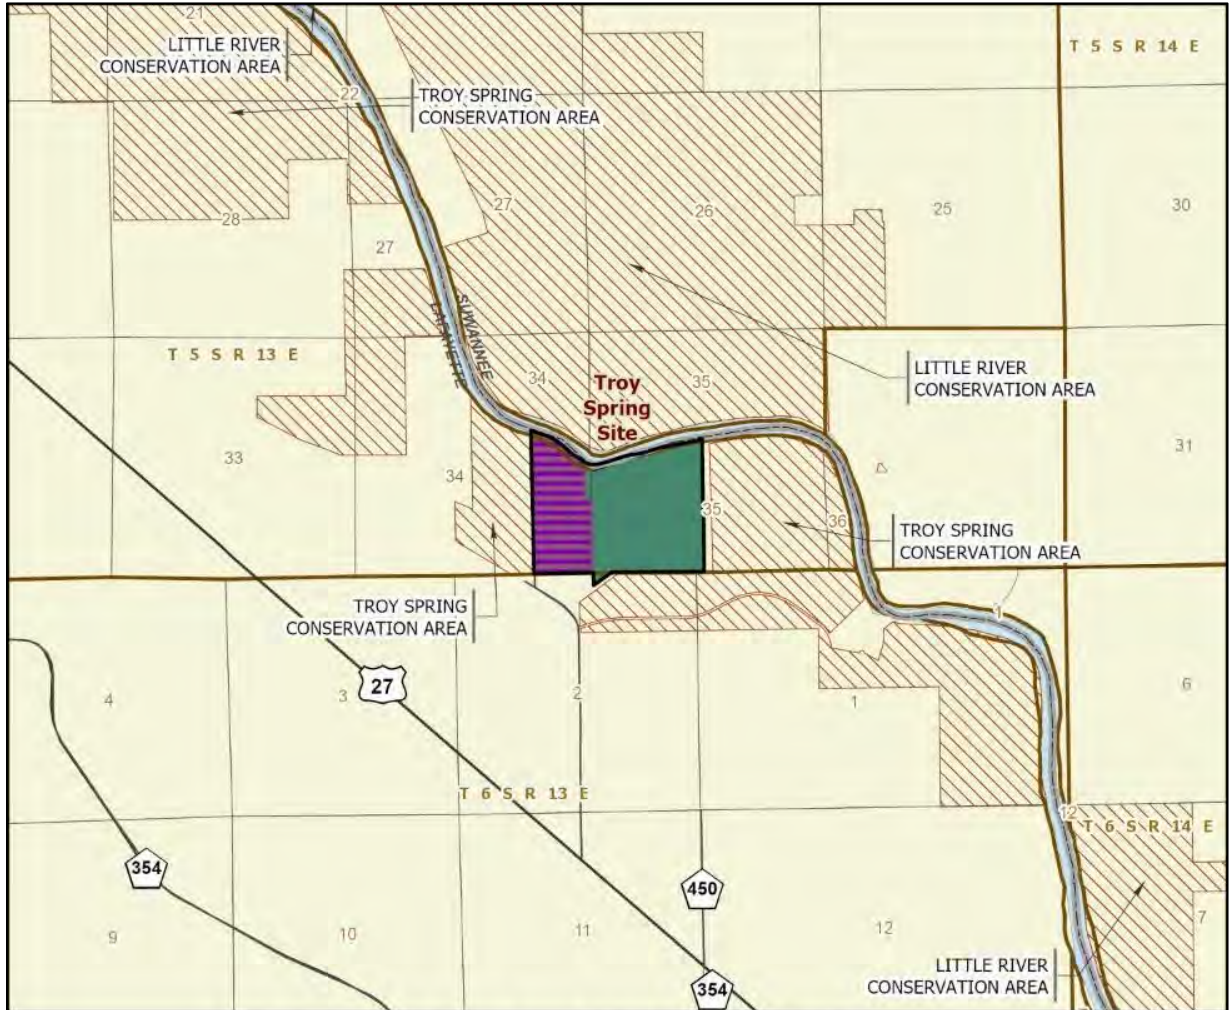 21
LITTLE RIVER
CONSERVATION AREA
T 5 S R 14 E
22
TROY SPRING
CONSERVATION AREA
28
27
27
26
25
30
SUWANNEE
LAFAYETTE
T 5 S R 13 E
LITTLE RIVER
CONSERVATION AREA
34
Troy
Spring
Site
35
33
34
31
35
36
TROY SPRING
CONSERVATION AREA
TROY SPRING
CONSERVATION AREA
1
4
3
27
2
1
6
T 6 S R 13 E
12
T 6 S R 14 E
354
450
9
10
11
12
7
LITTLE RIVER
CONSERVATION AREA
354